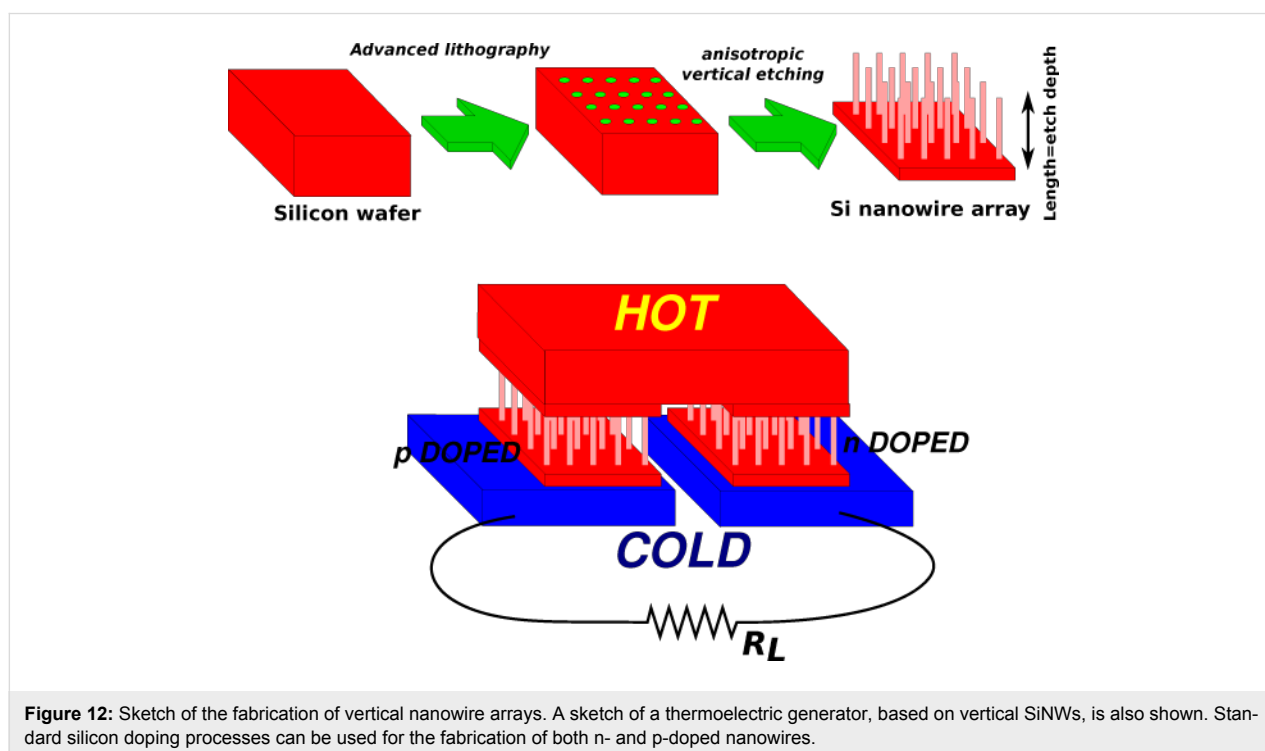 Advanced lithography
anisotropic
vertical etching
Length=etch depth
Silicon wafer
Si nanowire array
HOT
p DOPED
n DOPED
COLD
RL
Figure 12: Sketch of the fabrication of vertical nanowire arrays. A sketch of a thermoelectric generator, based on vertical SiNWs, is also shown. Stan-
dard silicon doping processes can be used for the fabrication of both n- and p-doped nanowires.